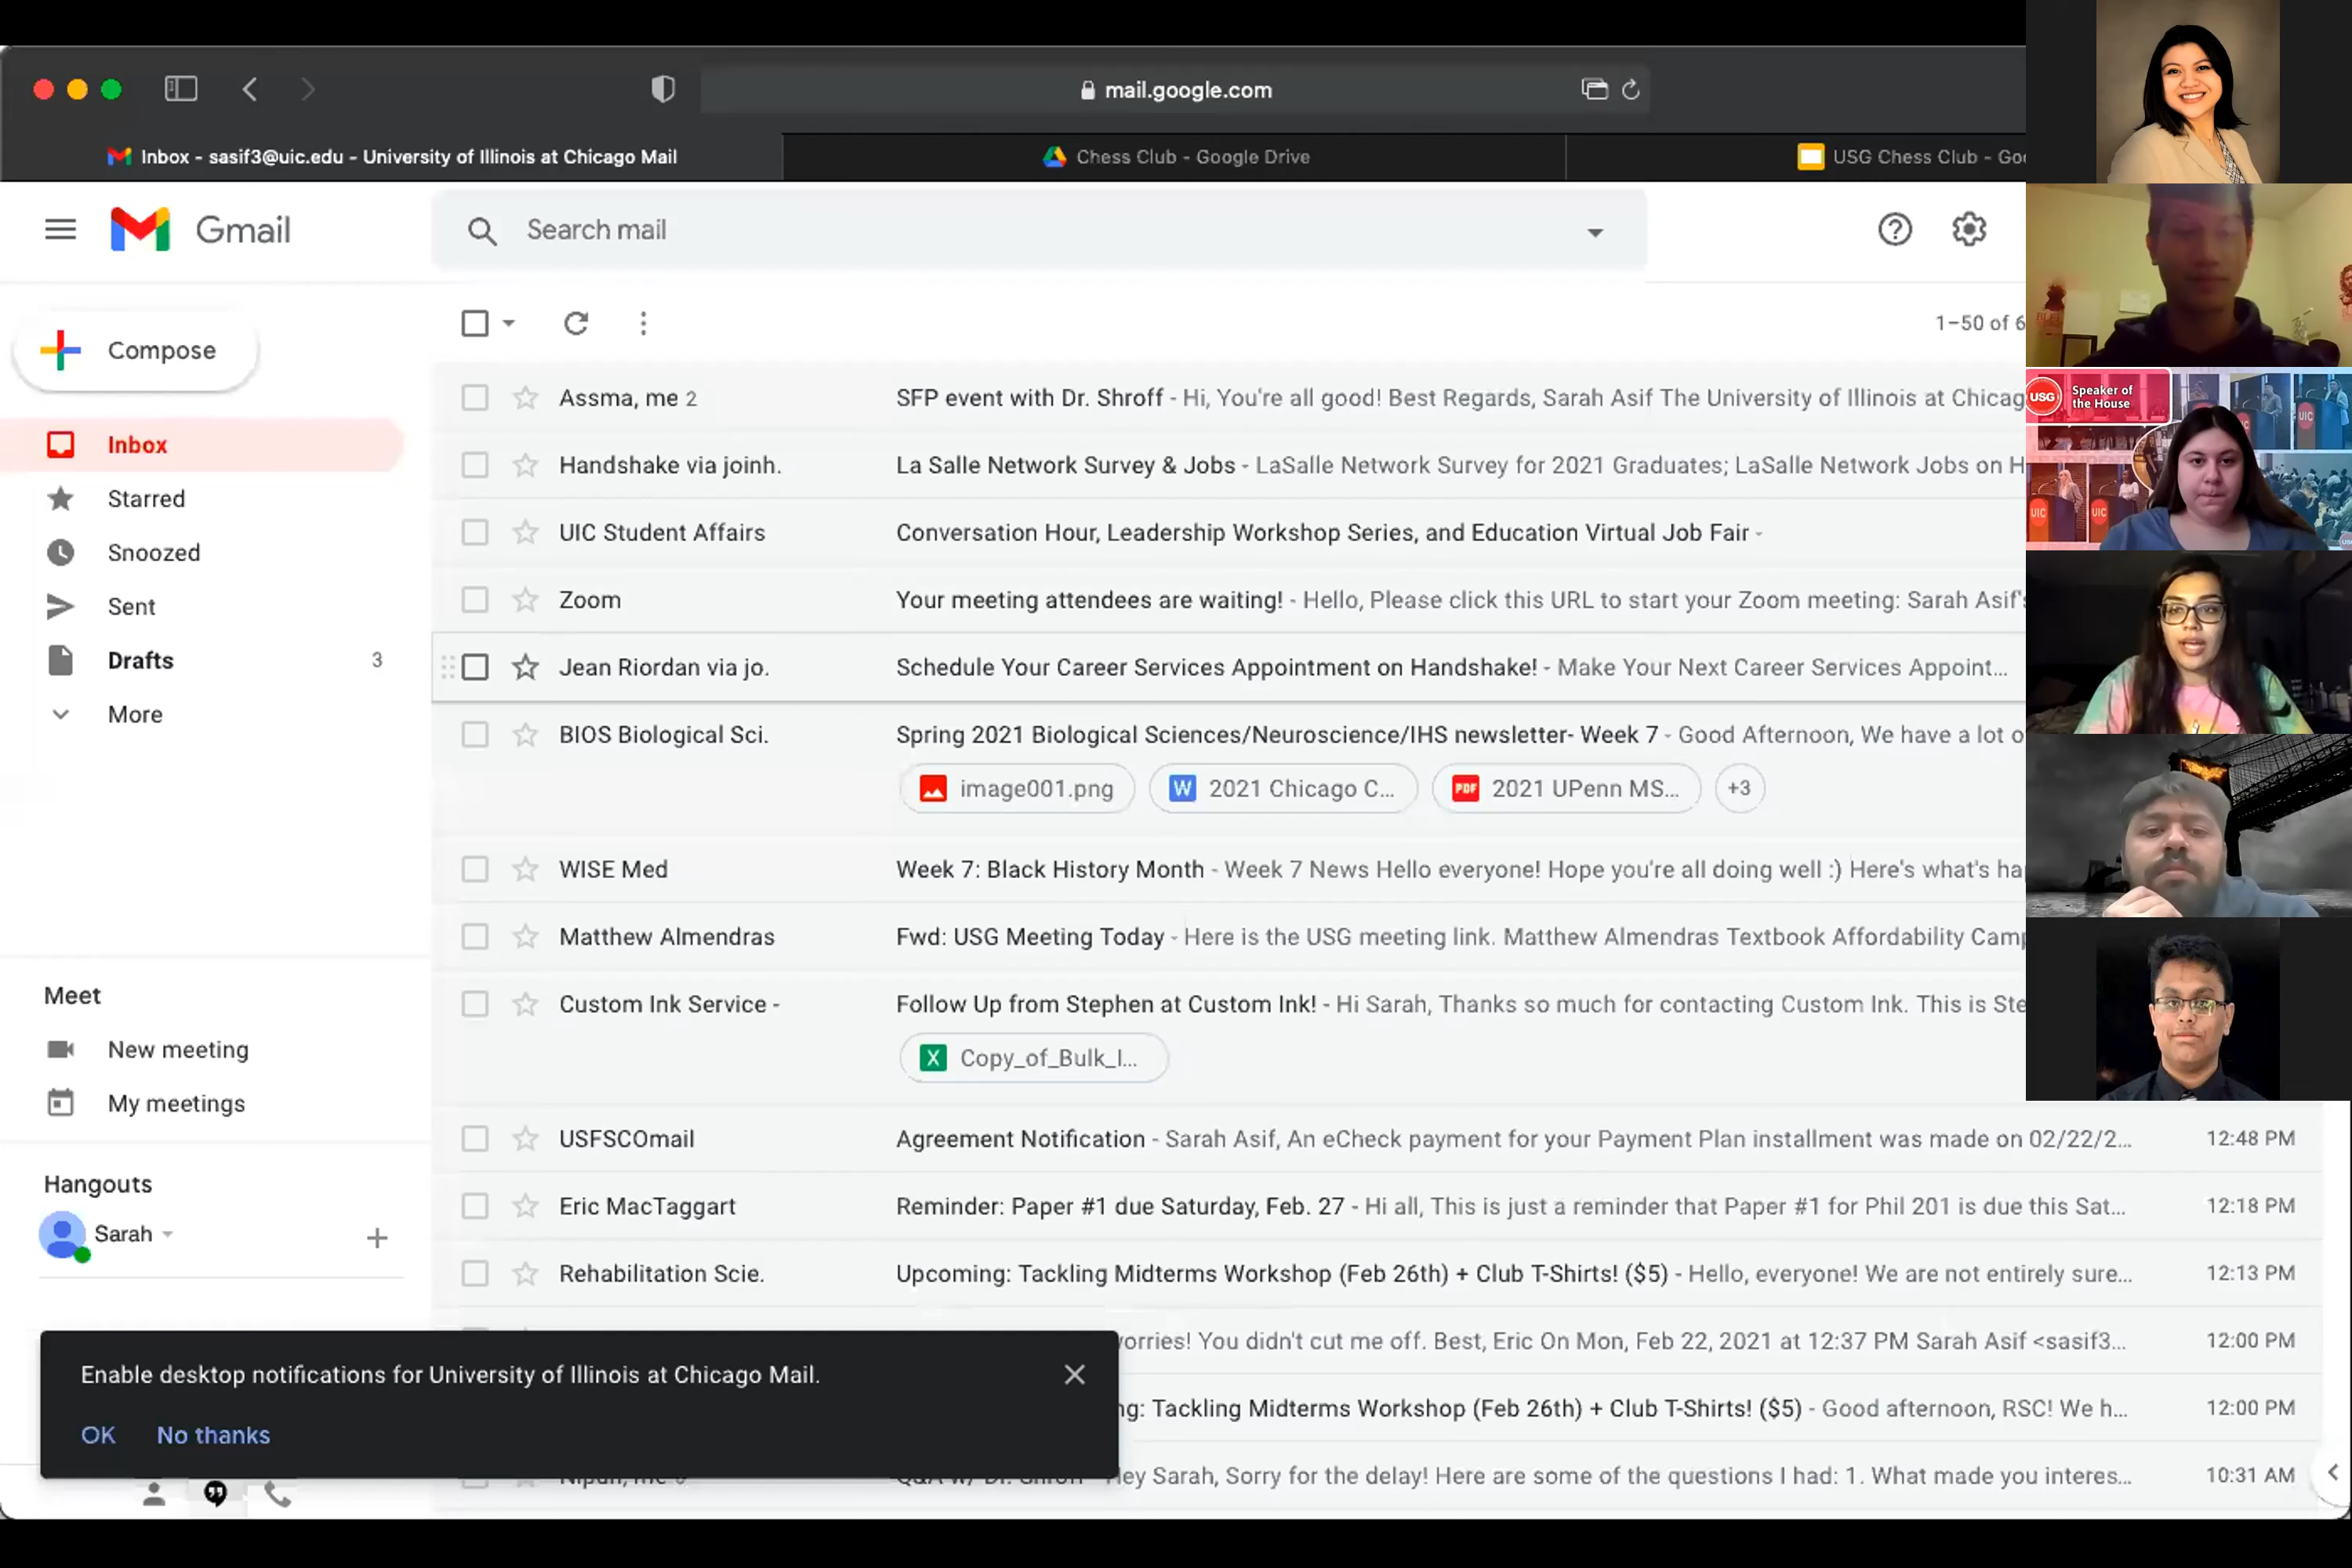 mail.google.com
Inbox - sasif3@uic.edu - University of Illinois at Chicago Mail
Chess Club - Google Drive
USG Chess Club - Goo
Gmail
Search mail
Compose
1–50 of 6
Inbox
Starred
Snoozed
Sent
Drafts 3
More
Assma, me 2 SFP event with Dr. Shroff - Hi, You're all good! Best Regards, Sarah Asif The University of Illinois at Chicag
Handshake via joinh. La Salle Network Survey & Jobs - LaSalle Network Survey for 2021 Graduates; LaSalle Network Jobs on H
UIC Student Affairs Conversation Hour, Leadership Workshop Series, and Education Virtual Job Fair -
Zoom Your meeting attendees are waiting! - Hello, Please click this URL to start your Zoom meeting: Sarah Asif's
Jean Riordan via jo. Schedule Your Career Services Appointment on Handshake! - Make Your Next Career Services Appoint...
BIOS Biological Sci. Spring 2021 Biological Sciences/Neuroscience/IHS newsletter- Week 7 - Good Afternoon, We have a lot o
image001.png W 2021 Chicago C... PDF 2021 UPenn MS... +3
WISE Med Week 7: Black History Month - Week 7 News Hello everyone! Hope you're all doing well :) Here's what's ha
Matthew Almendras Fwd: USG Meeting Today - Here is the USG meeting link. Matthew Almendras Textbook Affordability Camp
Custom Ink Service - Follow Up from Stephen at Custom Ink! - Hi Sarah, Thanks so much for contacting Custom Ink. This is Ste
X Copy_of_Bulk_I...
USFSCOmail Agreement Notification - Sarah Asif, An eCheck payment for your Payment Plan installment was made on 02/22/2... 12:48 PM
Eric MacTaggart Reminder: Paper #1 due Saturday, Feb. 27 - Hi all, This is just a reminder that Paper #1 for Phil 201 is due this Sat... 12:18 PM
Rehabilitation Scie. Upcoming: Tackling Midterms Workshop (Feb 26th) + Club T-Shirts! ($5) - Hello, everyone! We are not entirely sure... 12:13 PM
worries! You didn't cut me off. Best, Eric On Mon, Feb 22, 2021 at 12:37 PM Sarah Asif <sasif3... 12:00 PM
ng: Tackling Midterms Workshop (Feb 26th) + Club T-Shirts! ($5) - Good afternoon, RSC! We h... 12:00 PM
Hey Sarah, Sorry for the delay! Here are some of the questions I had: 1. What made you interes... 10:31 AM
Meet
New meeting
My meetings
Hangouts
Sarah
Enable desktop notifications for University of Illinois at Chicago Mail.
OK No thanks
USG
Speaker of
the House
UIC
UIC
UIC